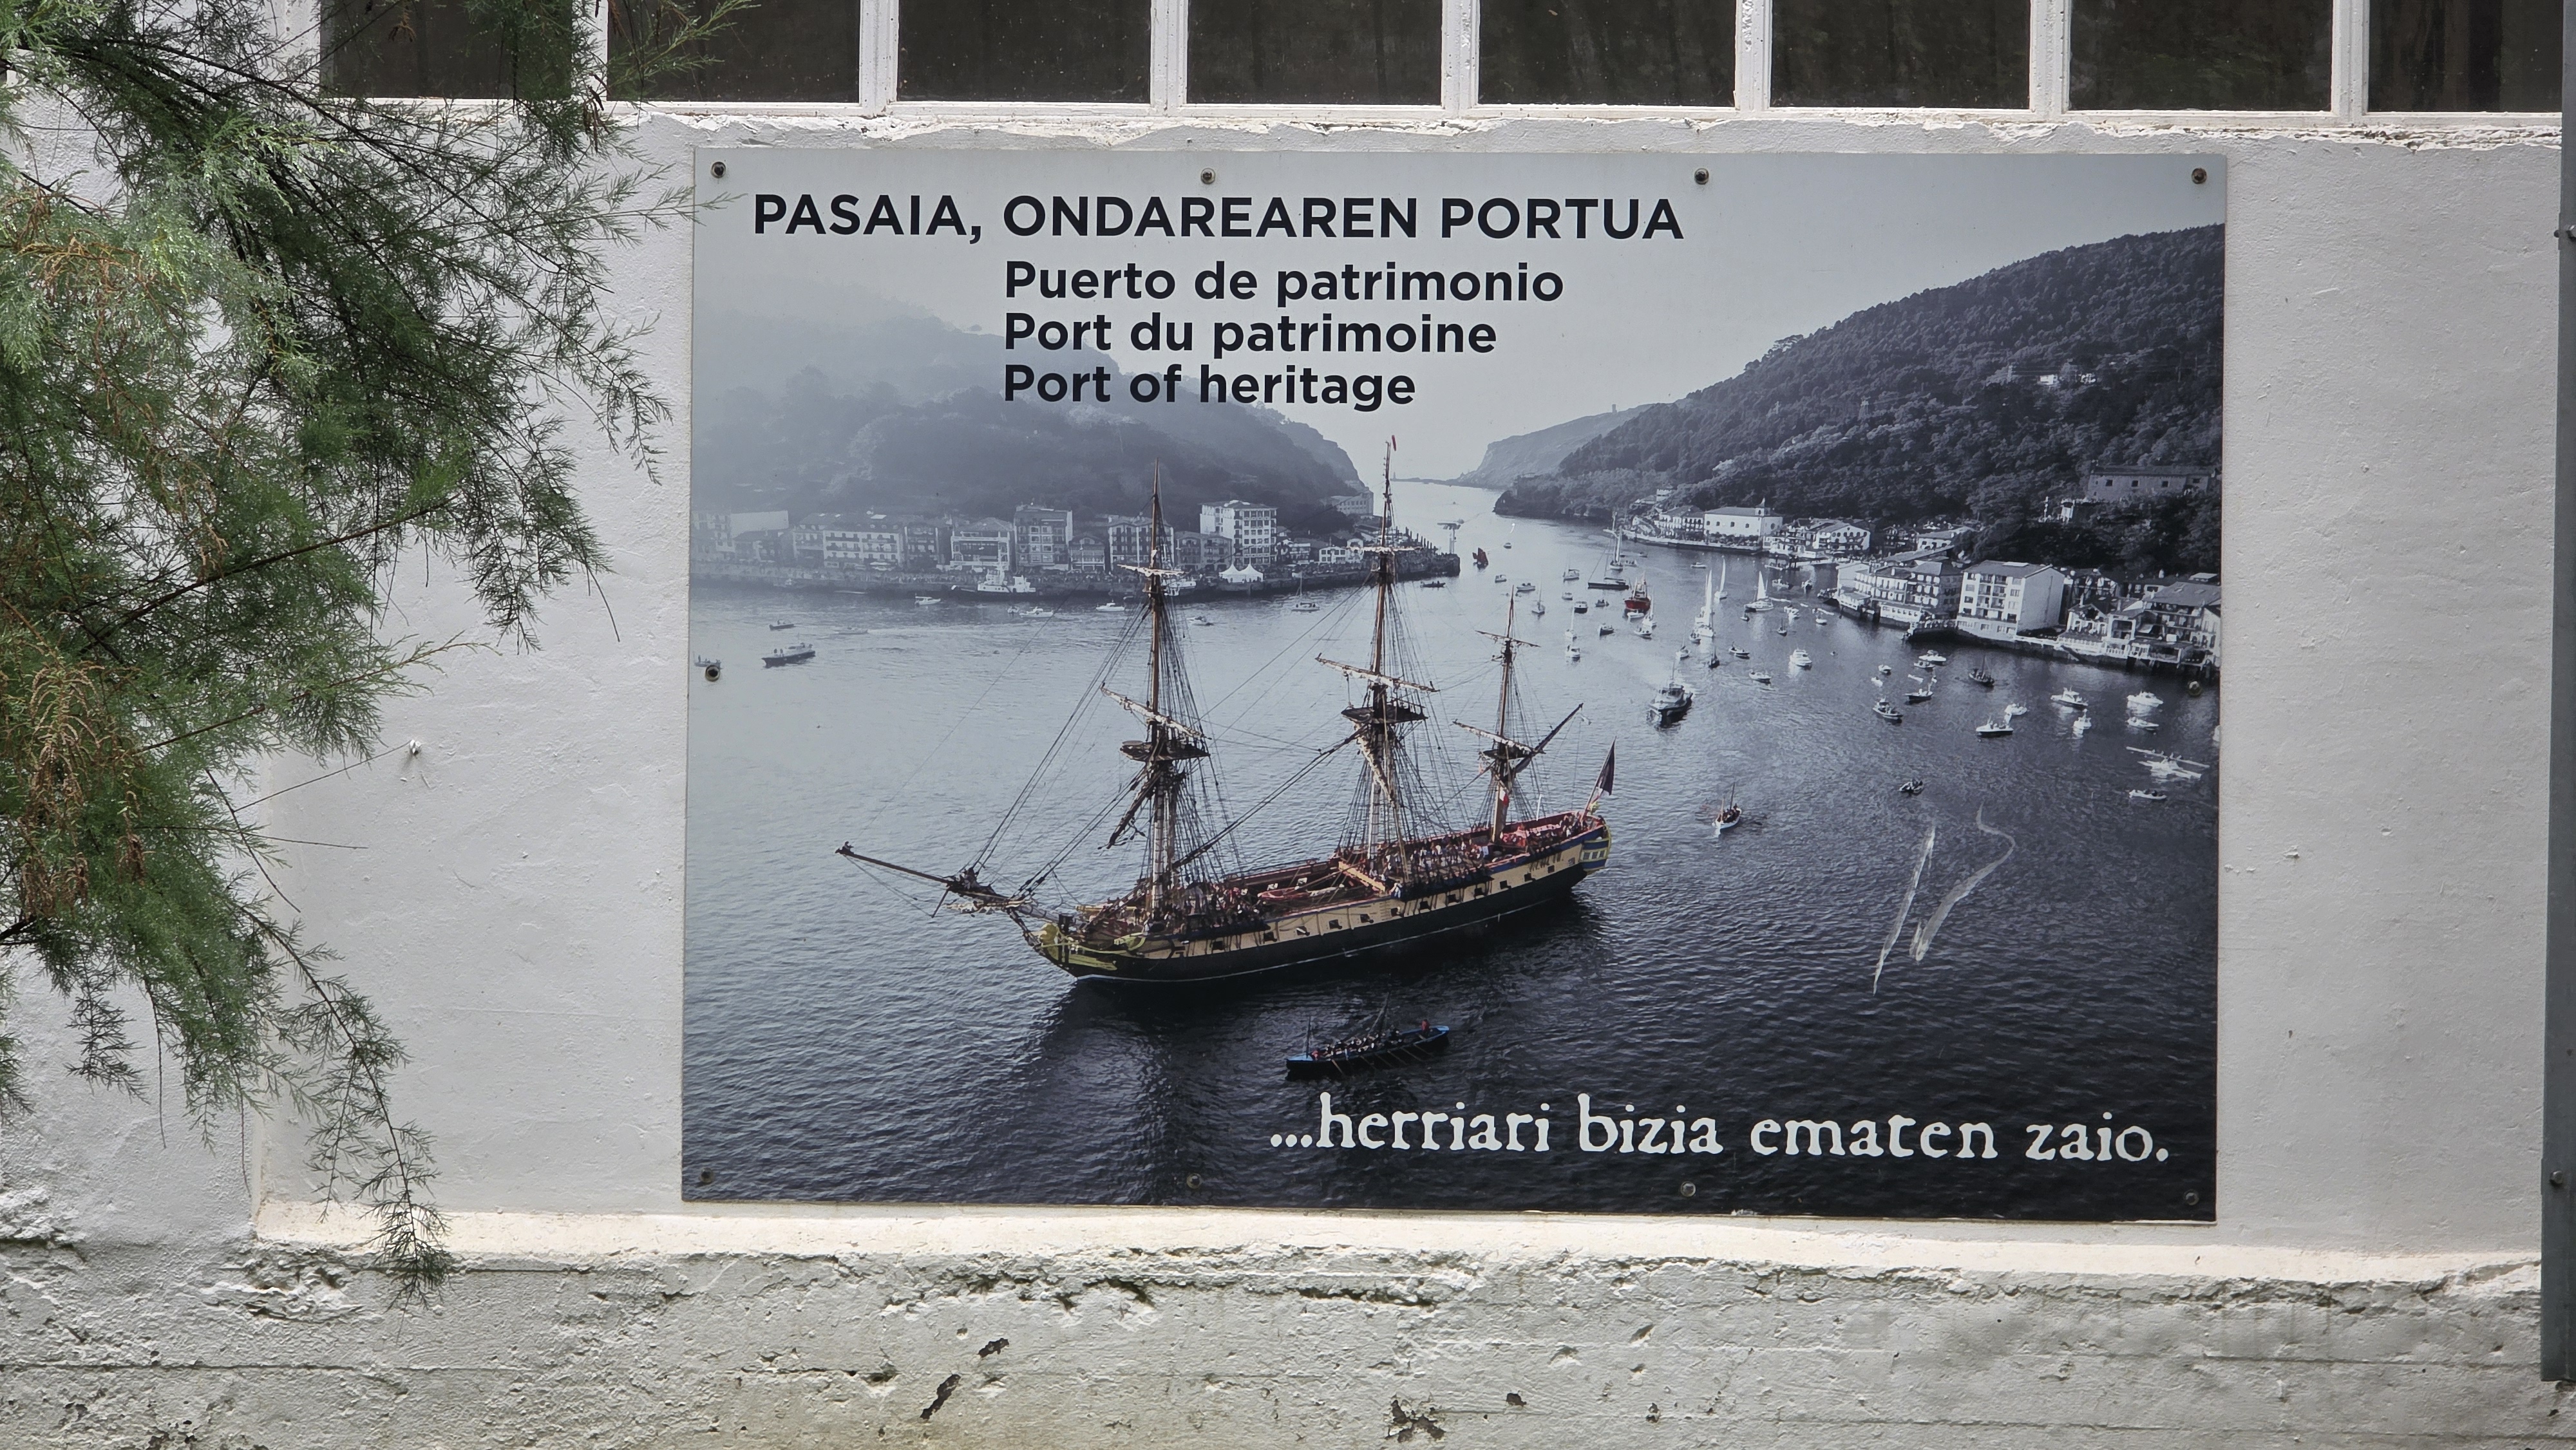 PASAIA, ONDAREAREN PORTUA
Puerto de patrimonio
Port du patrimoine
Port of heritage
...herriari bizia ematen zaio.